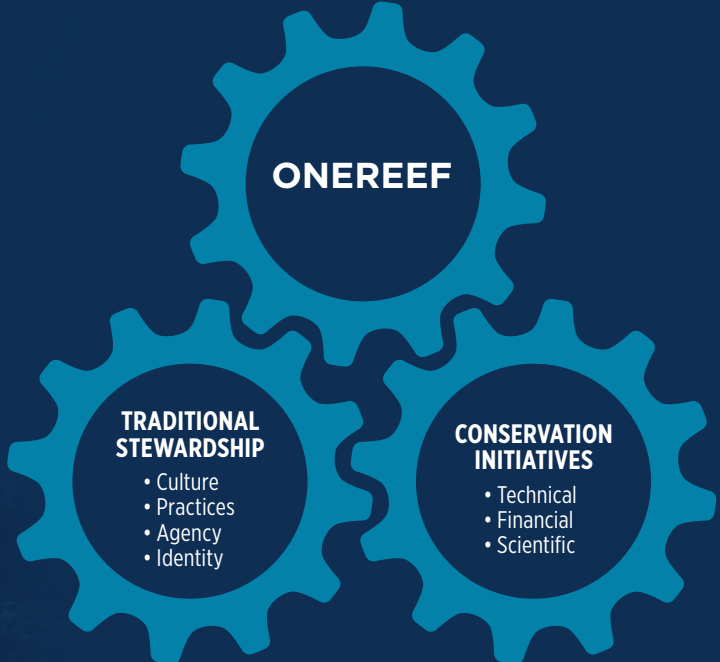 ONEREEF
TRADITIONAL
STEWARDSHIP
• Culture
• Practices
• Agency
• Identity
CONSERVATION
INITIATIVES
• Technical
• Financial
• Scientific